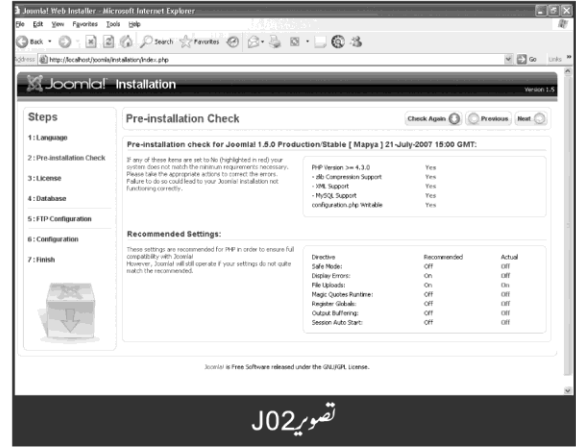 Joomla! Web Installer - Microsoft Internet Explorer
File Edit View Favorites Tools Help
Back Search Favorites
Address http://localhost/joomla/installation/index.php Go Links
Joomla! Installation
Version 1.5
Steps
1 : Language
2 : Pre-installation Check
3 : License
4 : Database
5 : FTP Configuration
6 : Configuration
7 : Finish
Pre-installation Check
Check Again Previous Next
Pre-installation check for Joomla! 1.5.0 Production/Stable [ Mapya ] 21-July-2007 15:00 GMT:
If any of these items are set to No (highlighted in red) your
system does not match the minimum requirements necessary.
Please take the appropriate actions to correct the errors.
Failure to do so could lead to your Joomla! installation not
functioning correctly.
PHP Version >= 4.3.0 Yes
- zlib Compression Support Yes
- XML Support Yes
- MySQL Support Yes
configuration.php Writable Yes
Recommended Settings:
These settings are recommended for PHP in order to ensure full
compatibility with Joomla!
However, Joomla! will still operate if your settings do not quite
match the recommended.
Directive Recommended Actual
Safe Mode: Off Off
Display Errors: On Off
File Uploads: On On
Magic Quotes Runtime: Off Off
Register Globals: Off Off
Output Buffering: Off Off
Session Auto Start: Off Off
Joomla! is Free Software released under the GNU/GPL License.
تصویر J02